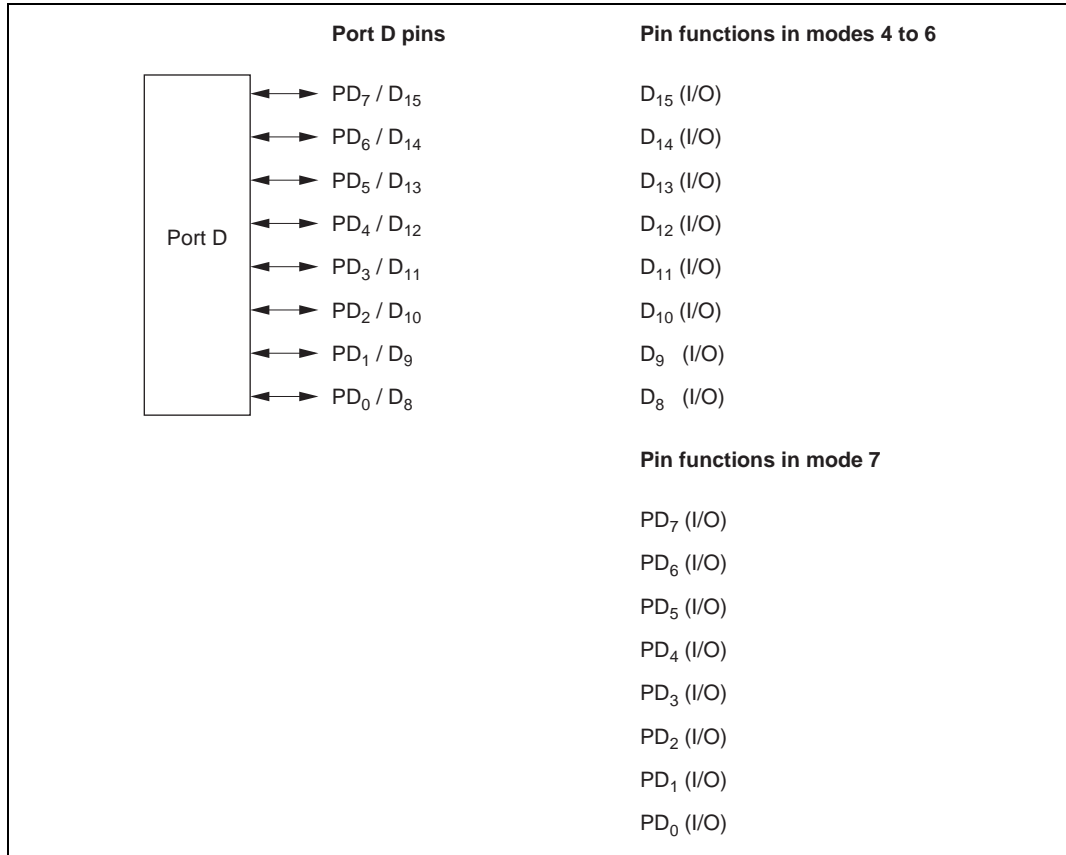 Port D pins Pin functions in modes 4 to 6
PD7 / D15 D15 (I/O)
PD6 / D14 D14 (I/O)
PD5 / D13 D13 (I/O)
PD4 / D12 D12 (I/O)
Port D
PD3 / D11 D11 (I/O)
PD2 / D10 D10 (I/O)
PD1 / D9 D9 (I/O)
PD0 / D8 D8 (I/O)
Pin functions in mode 7
PD7 (I/O)
PD6 (I/O)
PD5 (I/O)
PD4 (I/O)
PD3 (I/O)
PD2 (I/O)
PD1 (I/O)
PD0 (I/O)